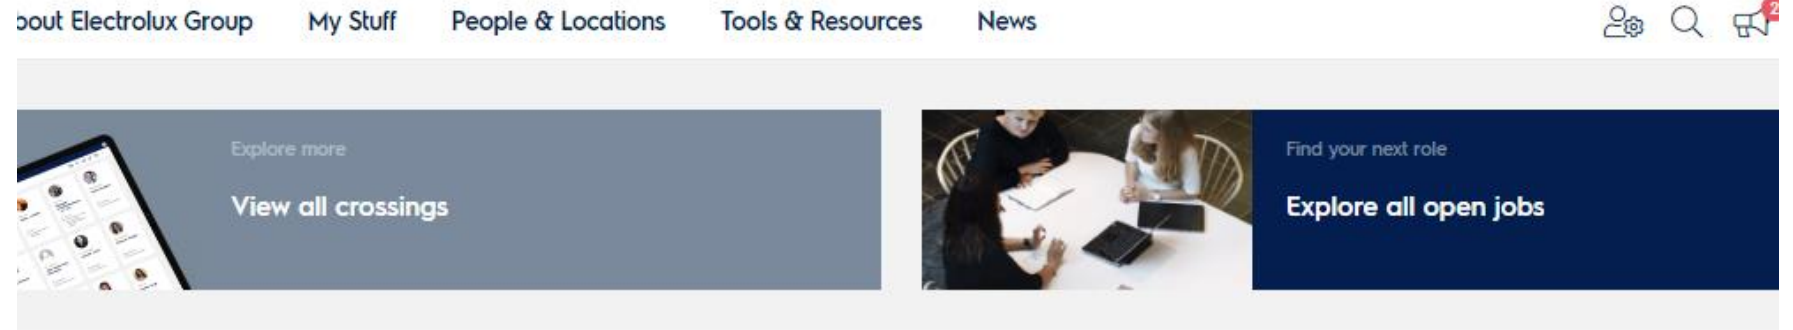 bout Electrolux Group
My Stuff
People & Locations
Tools & Resources
News
2
Explore more
View all crossings
Find your next role
Explore all open jobs